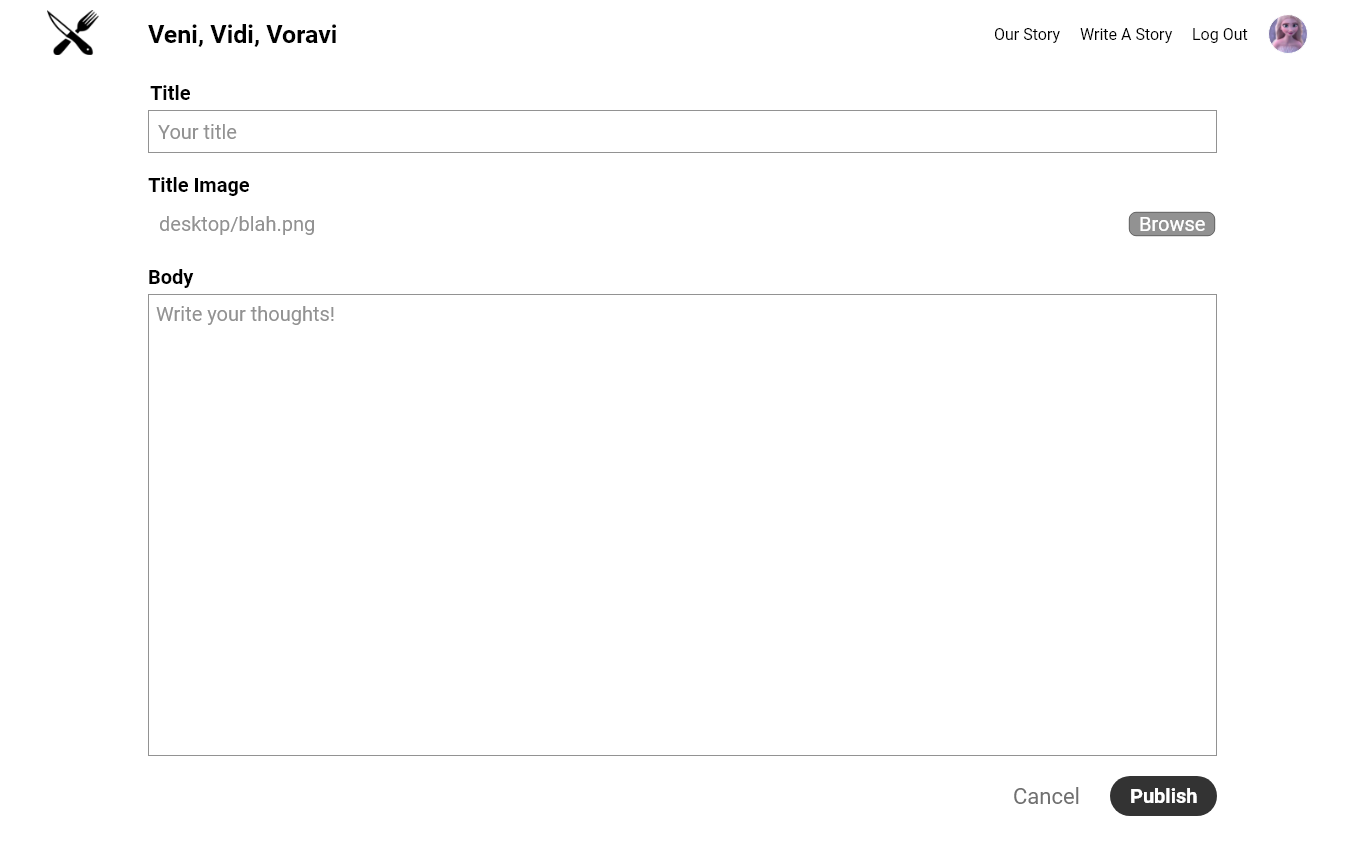 Veni, Vidi, Voravi
Our Story Write A Story Log Out
Title
Your title
Title Image
desktop/blah.png Browse
Body
Write your thoughts!
Cancel Publish